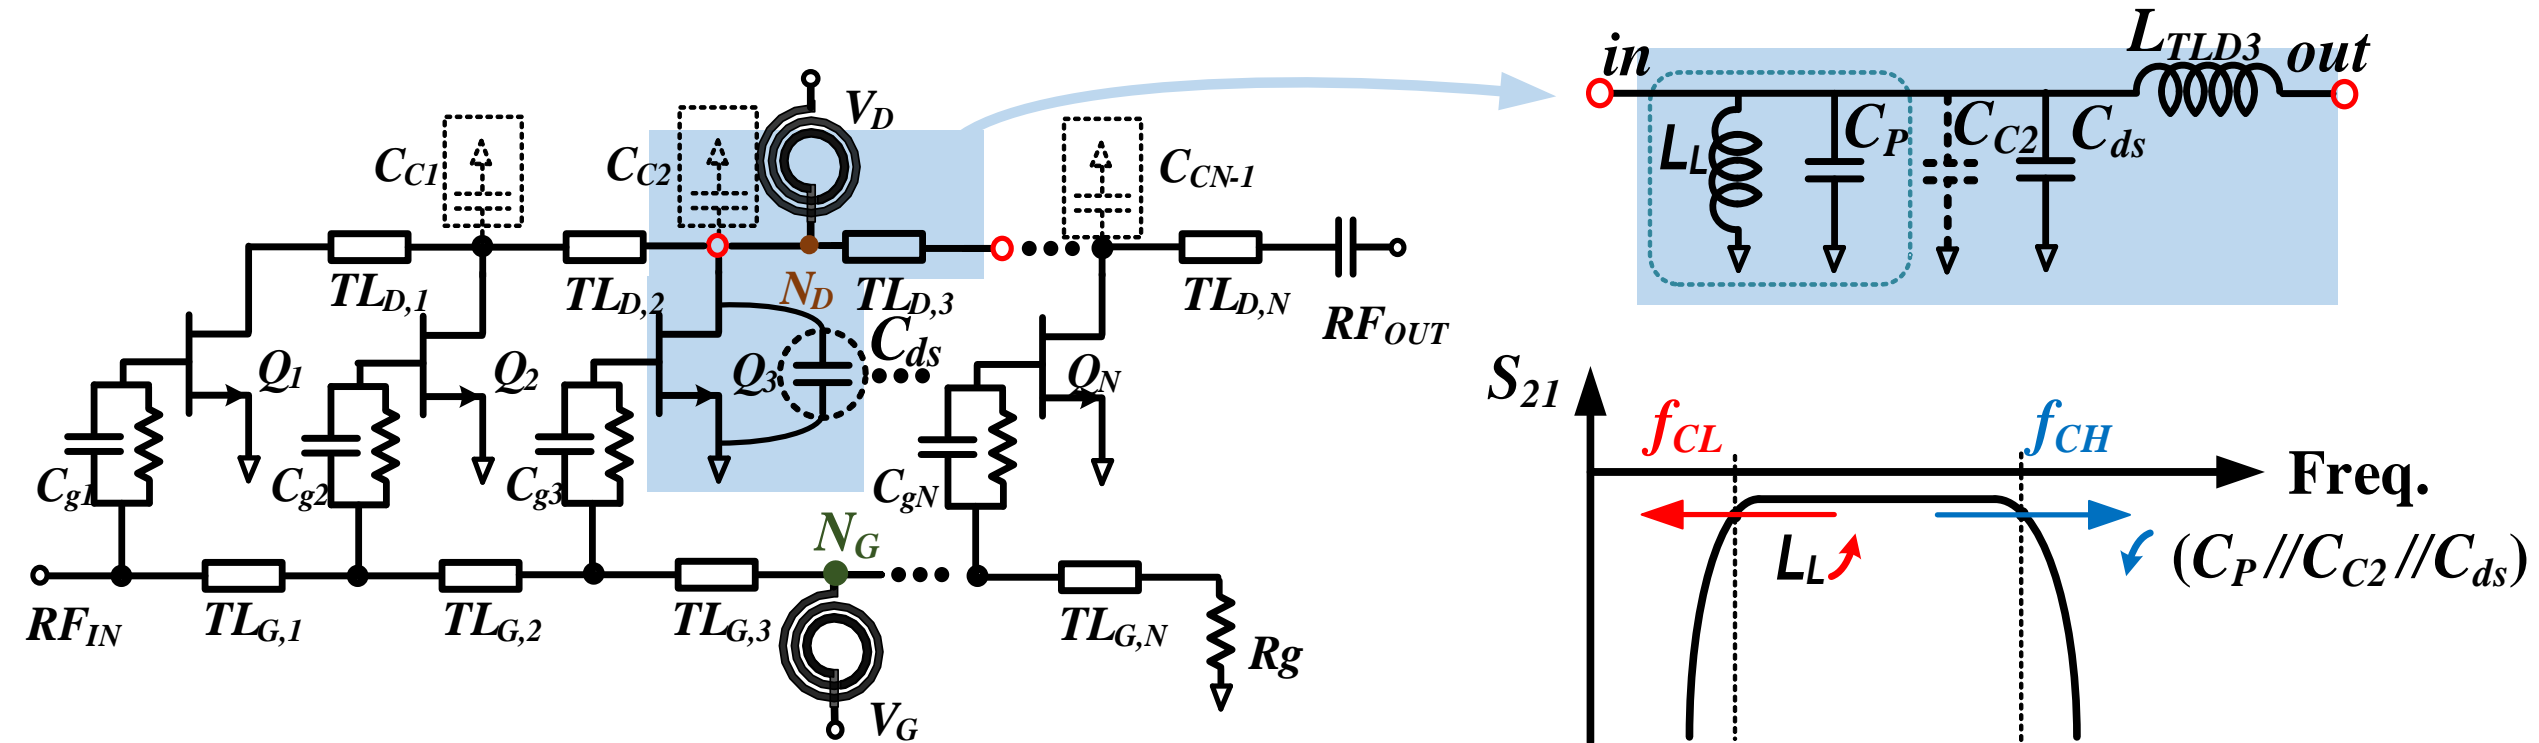 V_D
C_C1
C_C2
C_CN-1
TL_D,1
TL_D,2
N_D
TL_D,3
TL_D,N
RF_OUT
C_ds
Q_1
Q_2
Q_3
Q_N
C_g1
C_g2
C_g3
C_gN
N_G
RF_IN
TL_G,1
TL_G,2
TL_G,3
TL_G,N
Rg
V_G
in
L_TLD3
out
L_L
C_P
C_C2
C_ds
S_21
f_CL
f_CH
Freq.
L_L
(C_P//C_C2//C_ds)